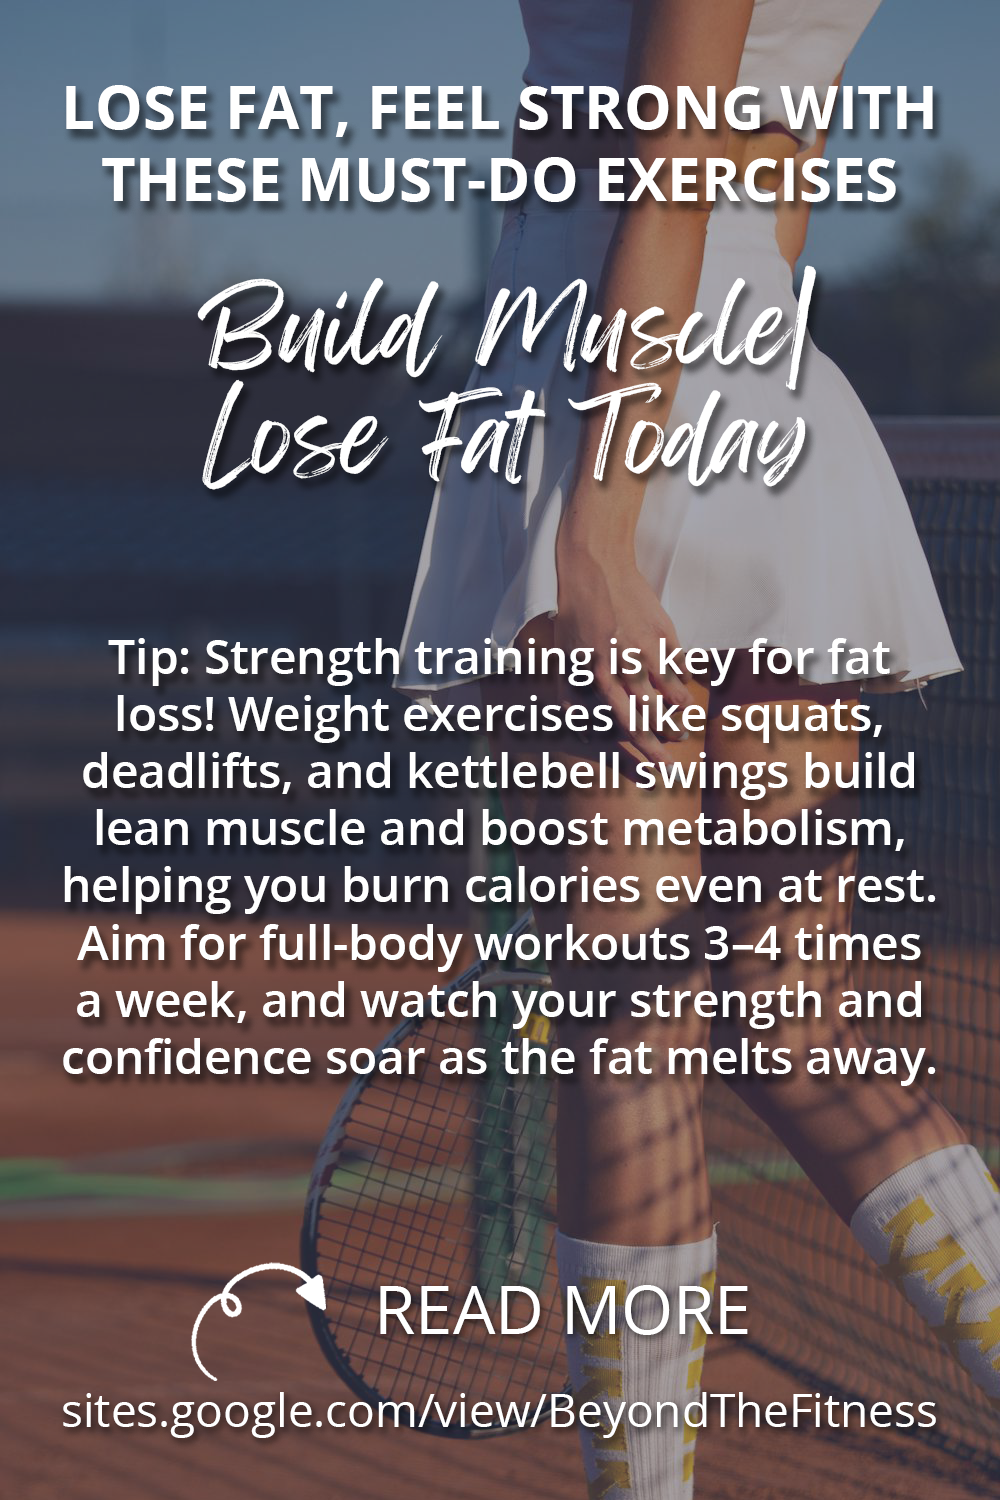 LOSE FAT, FEEL STRONG WITH
THESE MUST-DO EXERCISES
Build Muscle|
Lose Fat Today
Tip: Strength training is key for fat
loss! Weight exercises like squats,
deadlifts, and kettlebell swings build
lean muscle and boost metabolism,
helping you burn calories even at rest.
Aim for full-body workouts 3–4 times
a week, and watch your strength and
confidence soar as the fat melts away.
READ MORE
sites.google.com/view/BeyondTheFitness